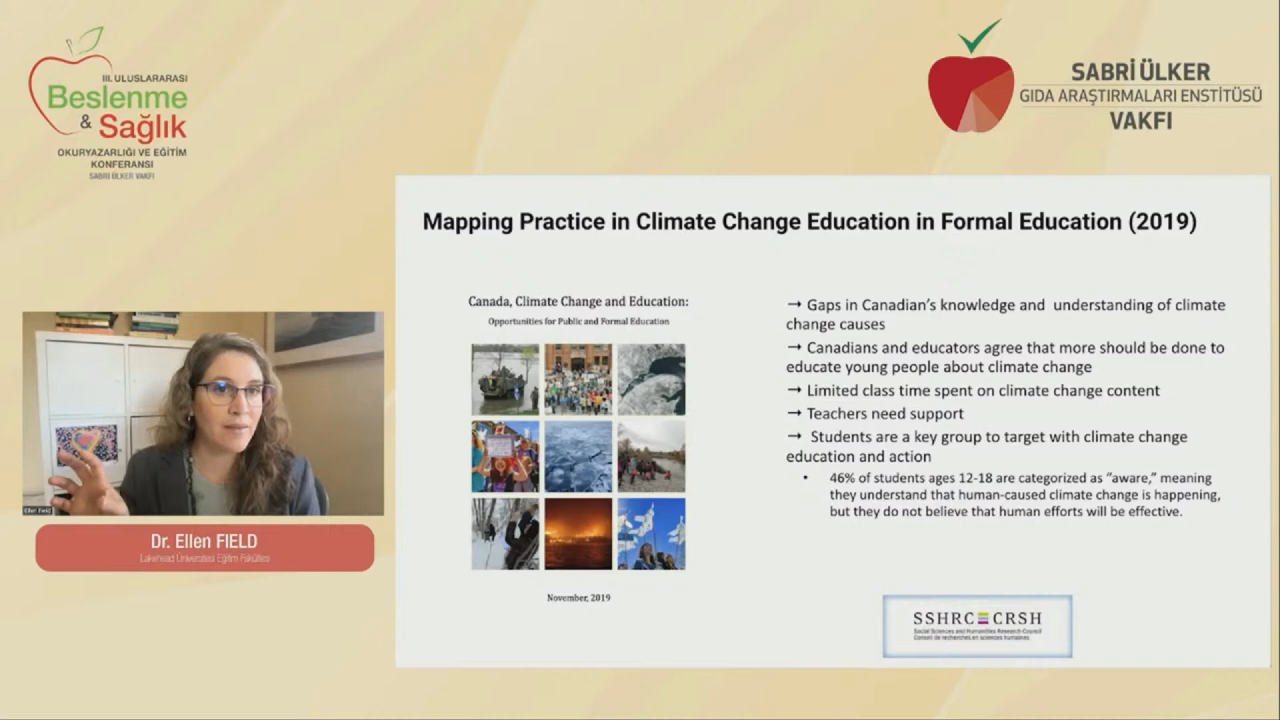 III. ULUSLARARASI
Beslenme
& Sağlık
OKURYAZARLIĞI VE EĞİTİM
KONFERANSI
SABRİ ÜLKER VAKFI
SABRİ ÜLKER
GIDA ARAŞTIRMALARI ENSTİTÜSÜ
VAKFI
Mapping Practice in Climate Change Education in Formal Education (2019)
Canada, Climate Change and Education:
Opportunities for Public and Formal Education
November, 2019
→ Gaps in Canadian's knowledge and understanding of climate
change causes
→ Canadians and educators agree that more should be done to
educate young people about climate change
→ Limited class time spent on climate change content
→ Teachers need support
→ Students are a key group to target with climate change
education and action
• 46% of students ages 12-18 are categorized as “aware,” meaning
they understand that human-caused climate change is happening,
but they do not believe that human efforts will be effective.
SSHRC CRSH
Social Sciences and Humanities Research Council
Conseil de recherches en sciences humaines
Ellen Field
Dr. Ellen FIELD
Lakehead Üniversitesi Eğitim Fakültesi